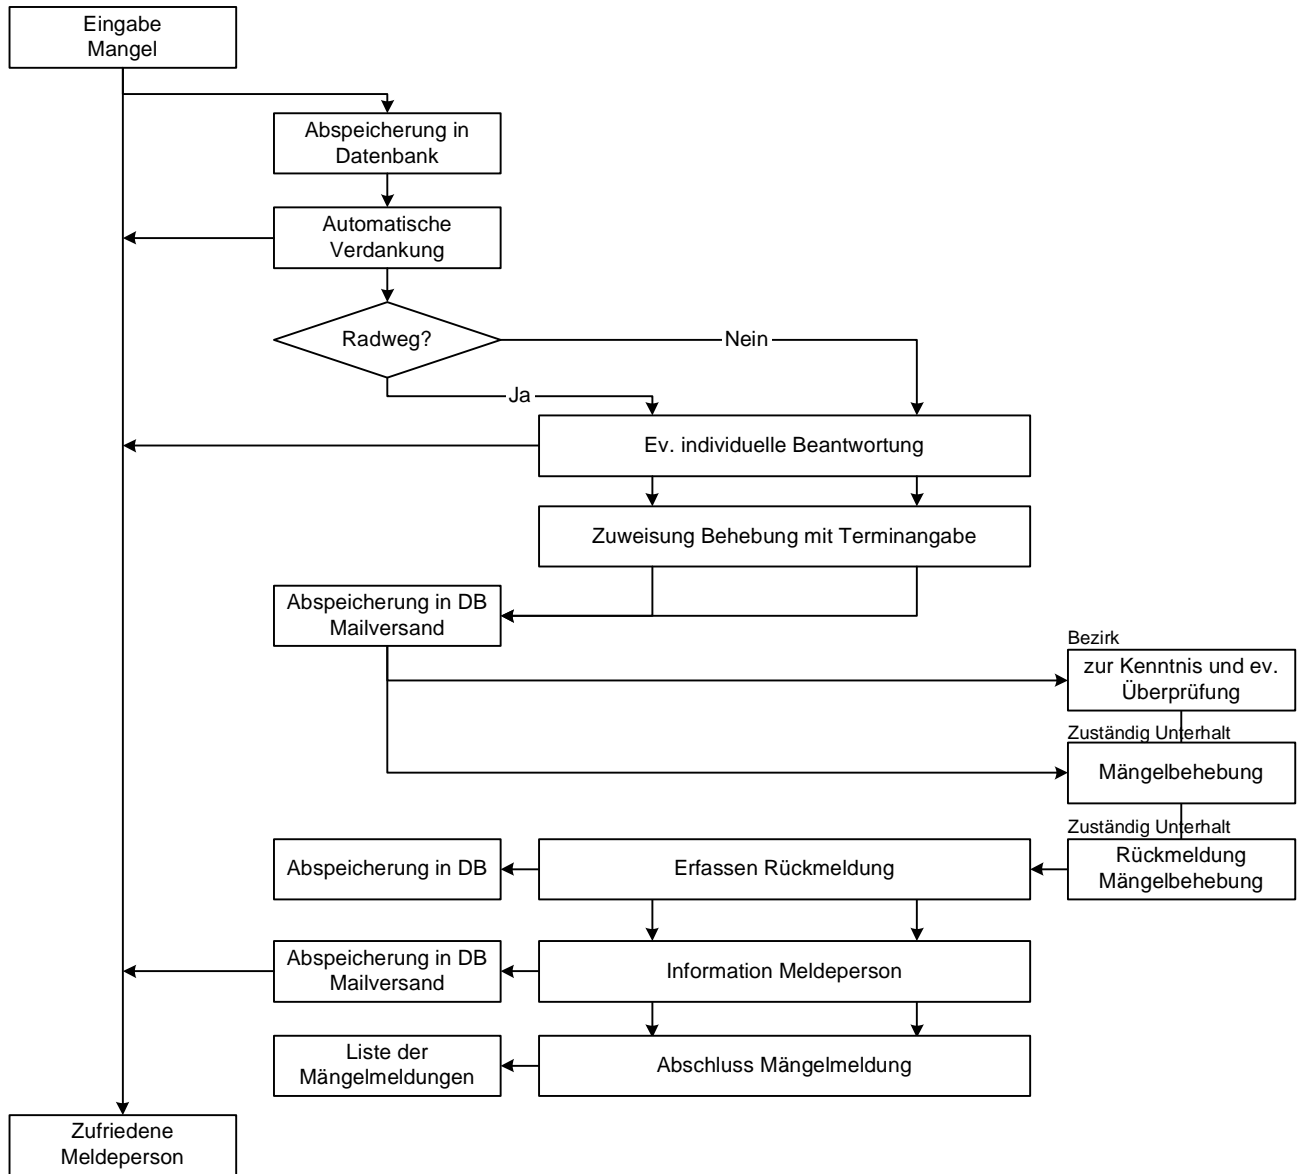 Eingabe
Mangel
Abspeicherung in
Datenbank
Automatische
Verdankung
Radweg?
Nein
Ja
Ev. individuelle Beantwortung
Zuweisung Behebung mit Terminangabe
Abspeicherung in DB
Mailversand
Bezirk
zur Kenntnis und ev.
Überprüfung
Zuständig Unterhalt
Mängelbehebung
Zuständig Unterhalt
Rückmeldung
Mängelbehebung
Erfassen Rückmeldung
Abspeicherung in DB
Information Meldeperson
Abspeicherung in DB
Mailversand
Abschluss Mängelmeldung
Liste der
Mängelmeldungen
Zufriedene
Meldeperson